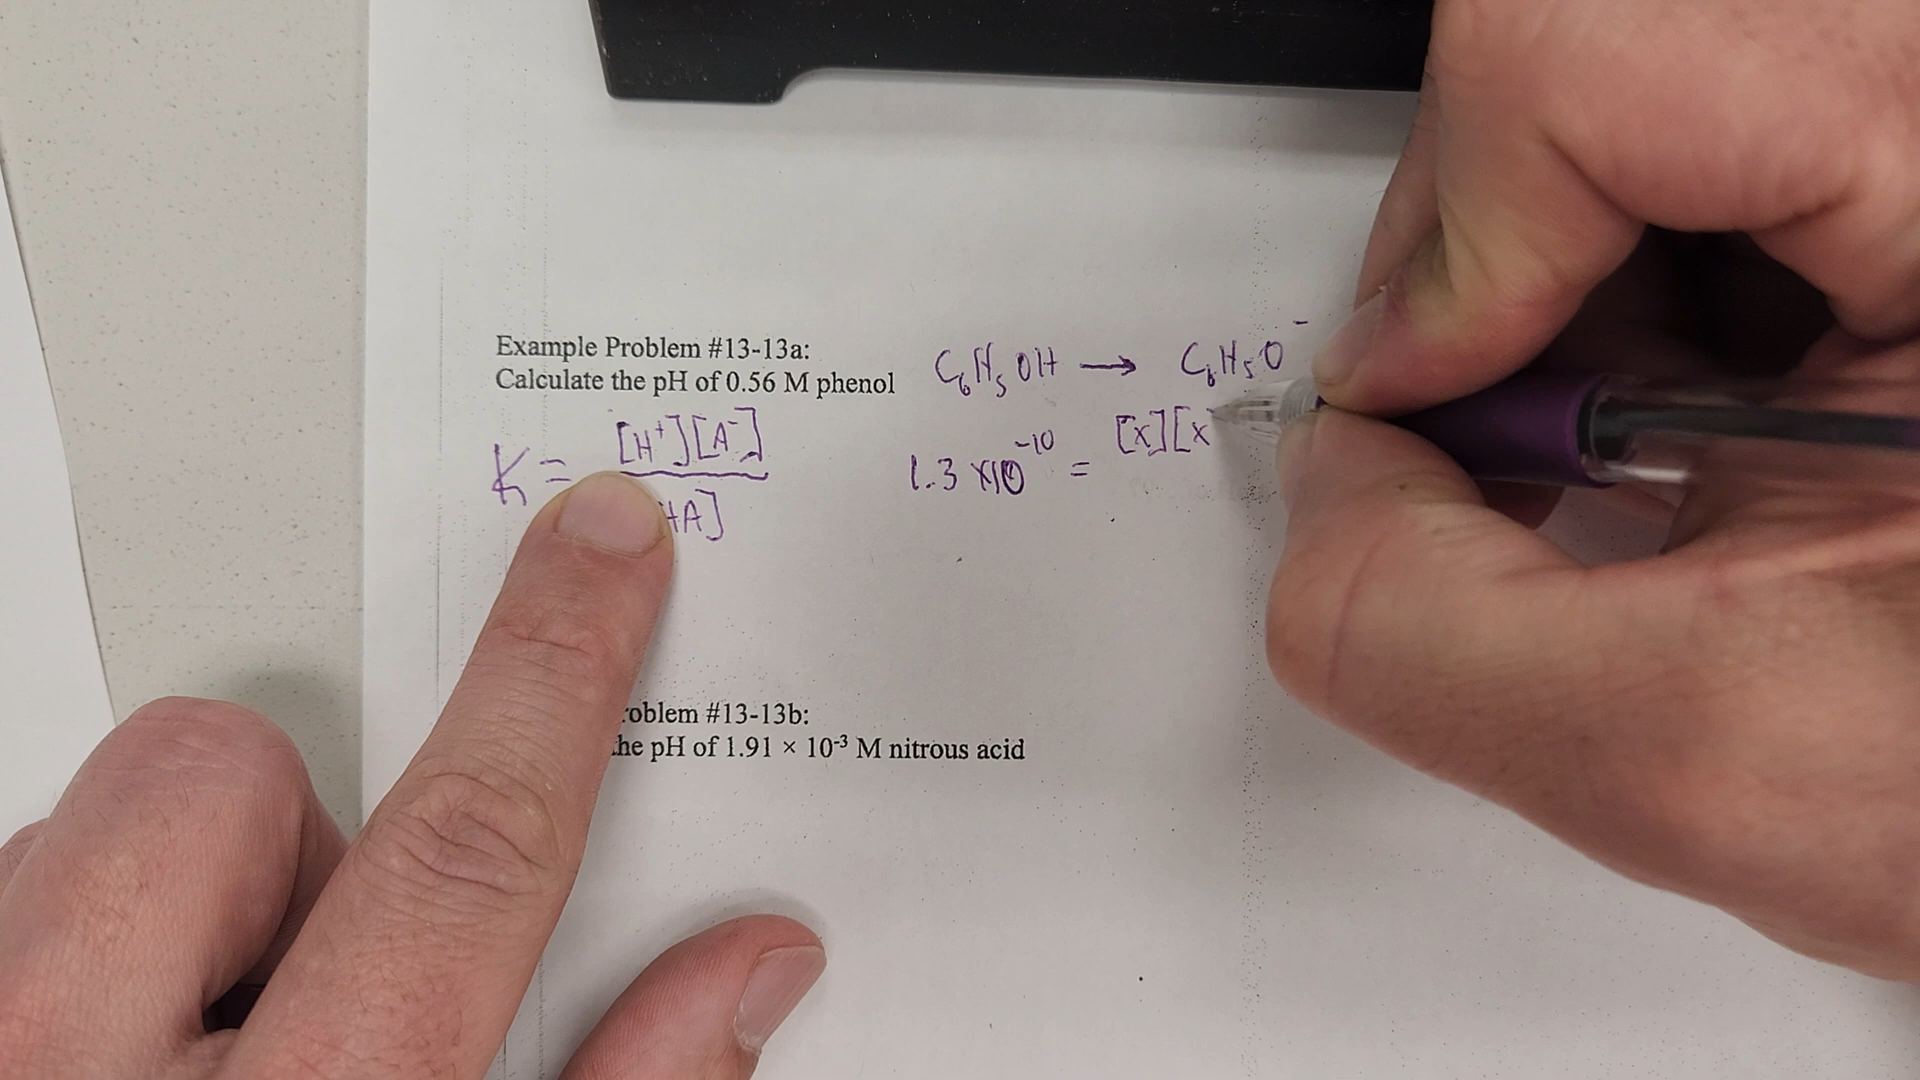 Example Problem #13-13a:
Calculate the pH of 0.56 M phenol
C₆H₅OH → C₆H₅O⁻
K = [H⁺][A⁻]
A]
1.3 x10⁻¹⁰ = [x][x
roblem #13-13b:
he pH of 1.91 × 10⁻³ M nitrous acid